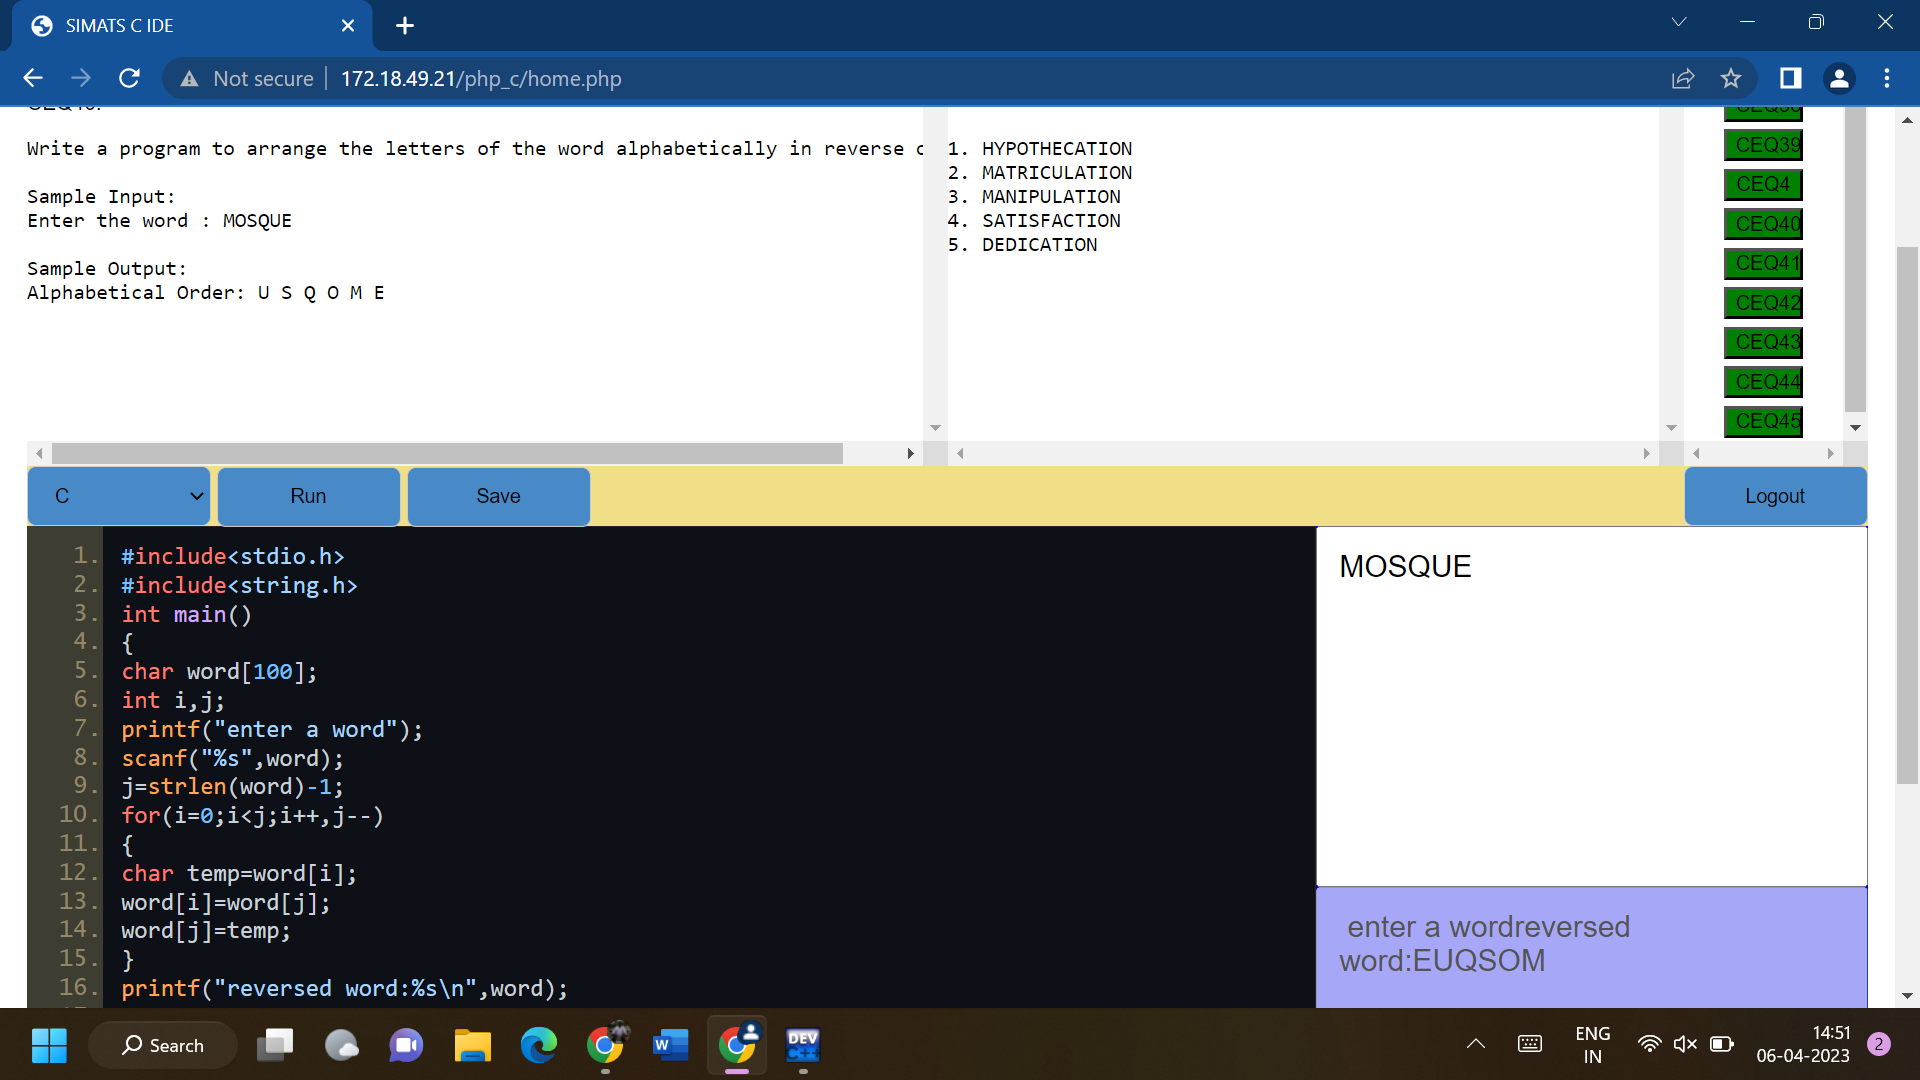 SIMATS C IDE
Not secure
172.18.49.21/php_c/home.php
Write a program to arrange the letters of the word alphabetically in reverse
Sample Input:
Enter the word : MOSQUE
Sample Output:
Alphabetical Order: U S Q O M E
1. HYPOTHECATION
2. MATRICULATION
3. MANIPULATION
4. SATISFACTION
5. DEDICATION
CEQ38
CEQ39
CEQ4
CEQ40
CEQ41
CEQ42
CEQ43
CEQ44
CEQ45
C
Run
Save
Logout
1. #include<stdio.h>
2. #include<string.h>
3. int main()
4. {
5. char word[100];
6. int i,j;
7. printf("enter a word");
8. scanf("%s",word);
9. j=strlen(word)-1;
10. for(i=0;i<j;i++,j--)
11. {
12. char temp=word[i];
13. word[i]=word[j];
14. word[j]=temp;
15. }
16. printf("reversed word:%s\n",word);
MOSQUE
enter a wordreversed
word:EUQSOM
Search
DEV
C++
ENG
IN
14:51
06-04-2023
2